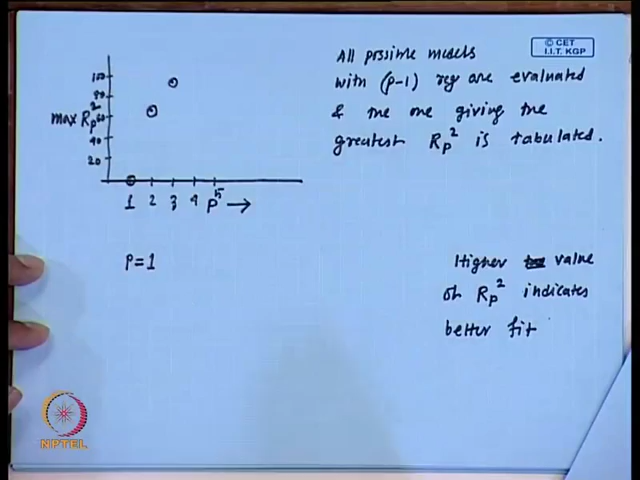 100
80
max Rp²
60
40
20
1 2 3 4 5
P →
All possible models
with (P-1) reg are evaluated
& the one giving the
greatest Rp² is tabulated.
P=1
Higher value
of Rp² indicates
better fit
© CET
I.I.T. KGP
NPTEL